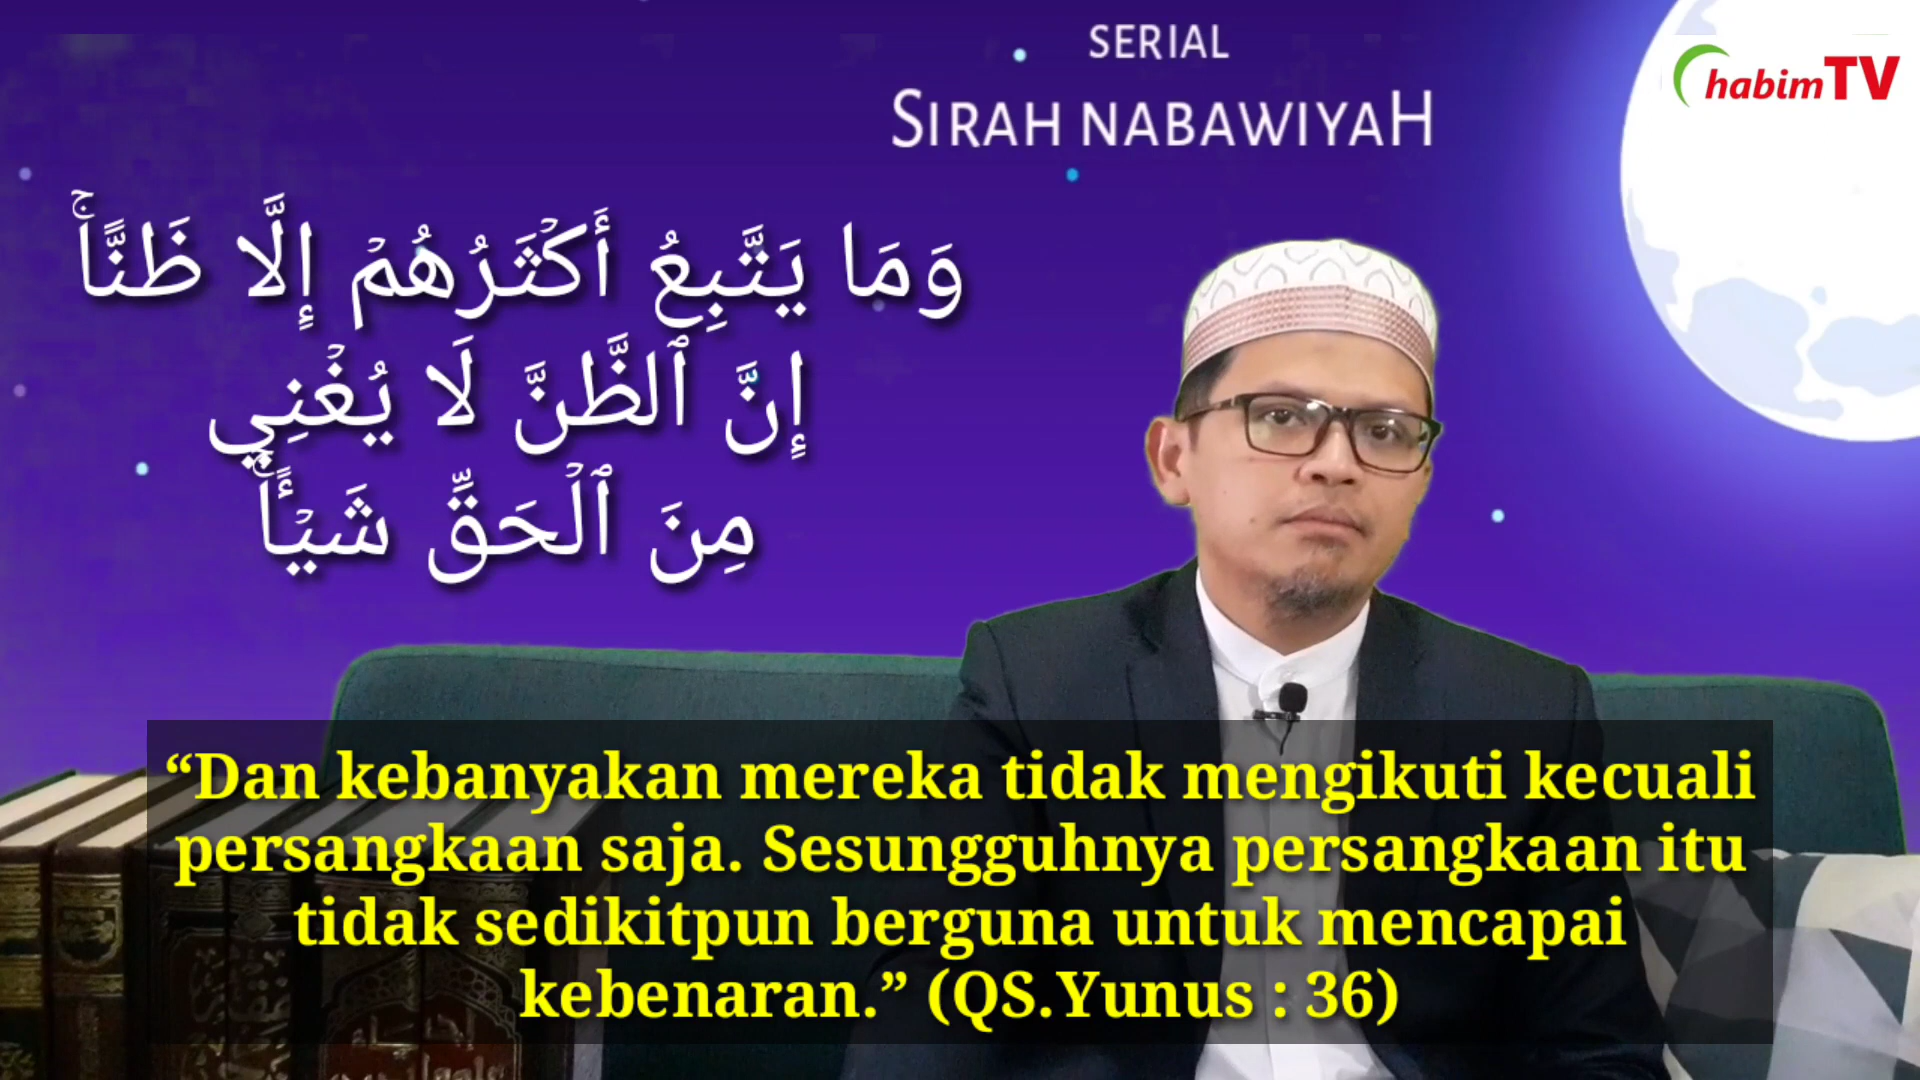 SERIAL
SIRAH NABAWIYAH
habimTV
وَمَا يَتَّبِعُ أَكْثَرُهُمْ إِلَّا ظَنًّاۚ
إِنَّ ٱلظَّنَّ لَا يُغْنِي
مِنَ ٱلْحَقِّ شَيْـًٔاۚ
“Dan kebanyakan mereka tidak mengikuti kecuali
persangkaan saja. Sesungguhnya persangkaan itu
tidak sedikitpun berguna untuk mencapai
kebenaran.” (QS.Yunus : 36)